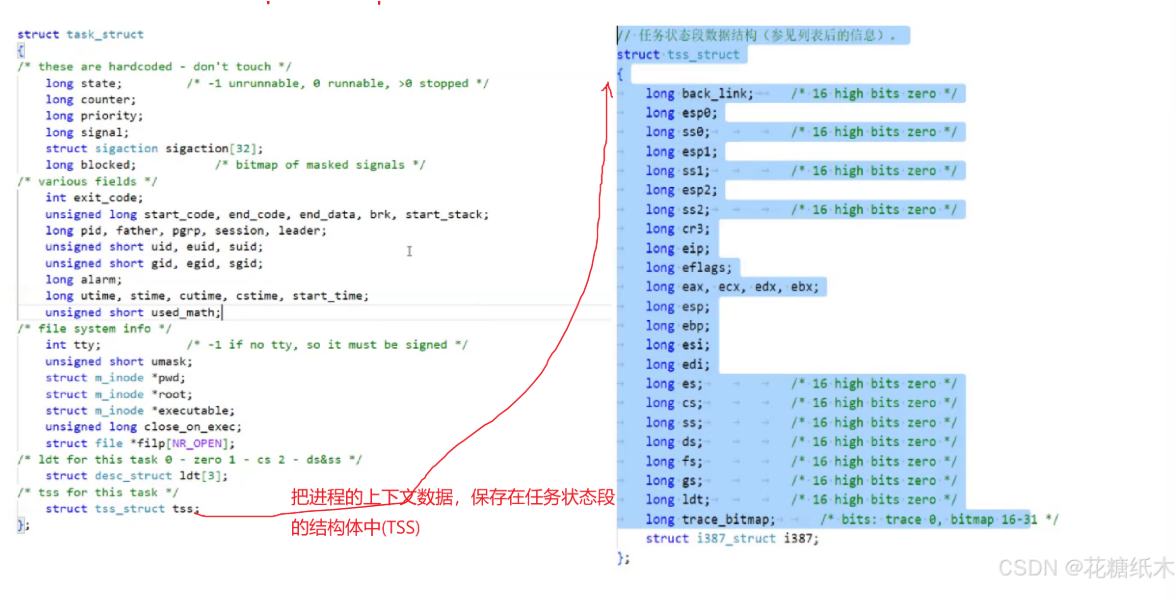 struct task_struct
{
/* these are hardcoded - don't touch */
long state; /* -1 unrunnable, 0 runnable, >0 stopped */
long counter;
long priority;
long signal;
struct sigaction sigaction[32];
long blocked; /* bitmap of masked signals */
/* various fields */
int exit_code;
unsigned long start_code, end_code, end_data, brk, start_stack;
long pid, father, pgrp, session, leader;
unsigned short uid, euid, suid;
unsigned short gid, egid, sgid;
long alarm;
long utime, stime, cutime, cstime, start_time;
unsigned short used_math;
/* file system info */
int tty; /* -1 if no tty, so it must be signed */
unsigned short umask;
struct m_inode *pwd;
struct m_inode *root;
struct m_inode *executable;
unsigned long close_on_exec;
struct file *filp[NR_OPEN];
/* ldt for this task 0 - zero 1 - cs 2 - ds&ss */
struct desc_struct ldt[3];
/* tss for this task */
struct tss_struct tss;
};
把进程的上下文数据，保存在任务状态段
的结构体中(TSS)
// 任务状态段数据结构（参见列表后的信息）。
struct tss_struct
{
long back_link; /* 16 high bits zero */
long esp0;
long ss0; /* 16 high bits zero */
long esp1;
long ss1; /* 16 high bits zero */
long esp2;
long ss2; /* 16 high bits zero */
long cr3;
long eip;
long eflags;
long eax, ecx, edx, ebx;
long esp;
long ebp;
long esi;
long edi;
long es; /* 16 high bits zero */
long cs; /* 16 high bits zero */
long ss; /* 16 high bits zero */
long ds; /* 16 high bits zero */
long fs; /* 16 high bits zero */
long gs; /* 16 high bits zero */
long ldt; /* 16 high bits zero */
long trace_bitmap; /* bits: trace 0, bitmap 16-31 */
struct i387_struct i387;
};
CSDN @花糖纸木